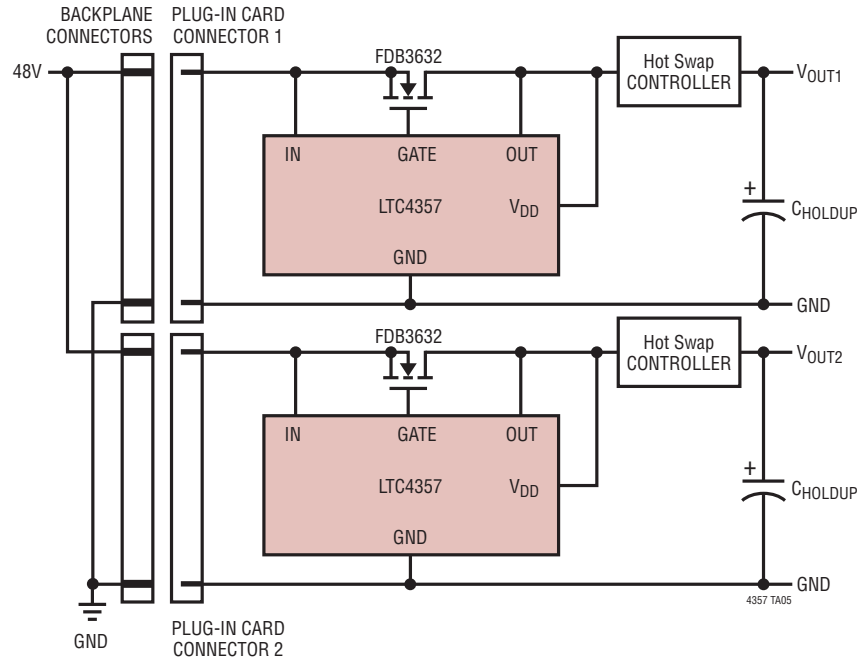 BACKPLANE
CONNECTORS
PLUG-IN CARD
CONNECTOR 1
48V
FDB3632
Hot Swap
CONTROLLER
VOUT1
IN
GATE
OUT
LTC4357
VDD
GND
+
CHOLDUP
GND
FDB3632
Hot Swap
CONTROLLER
VOUT2
IN
GATE
OUT
LTC4357
VDD
GND
+
CHOLDUP
GND
4357 TA05
GND
PLUG-IN CARD
CONNECTOR 2